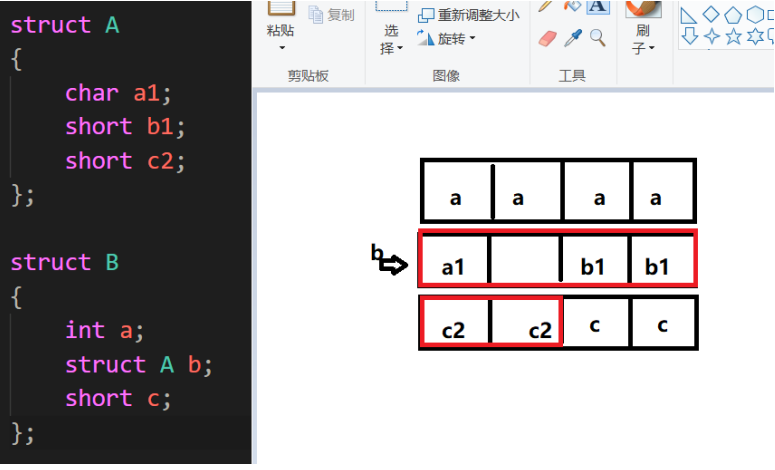 struct A
{
    char a1;
    short b1;
    short c2;
};
struct B
{
    int a;
    struct A b;
    short c;
};
粘贴
复制
剪贴板
选择
重新调整大小
旋转
图像
A
工具
刷子
a a a a
b
a1 b1 b1
c2 c2 c c